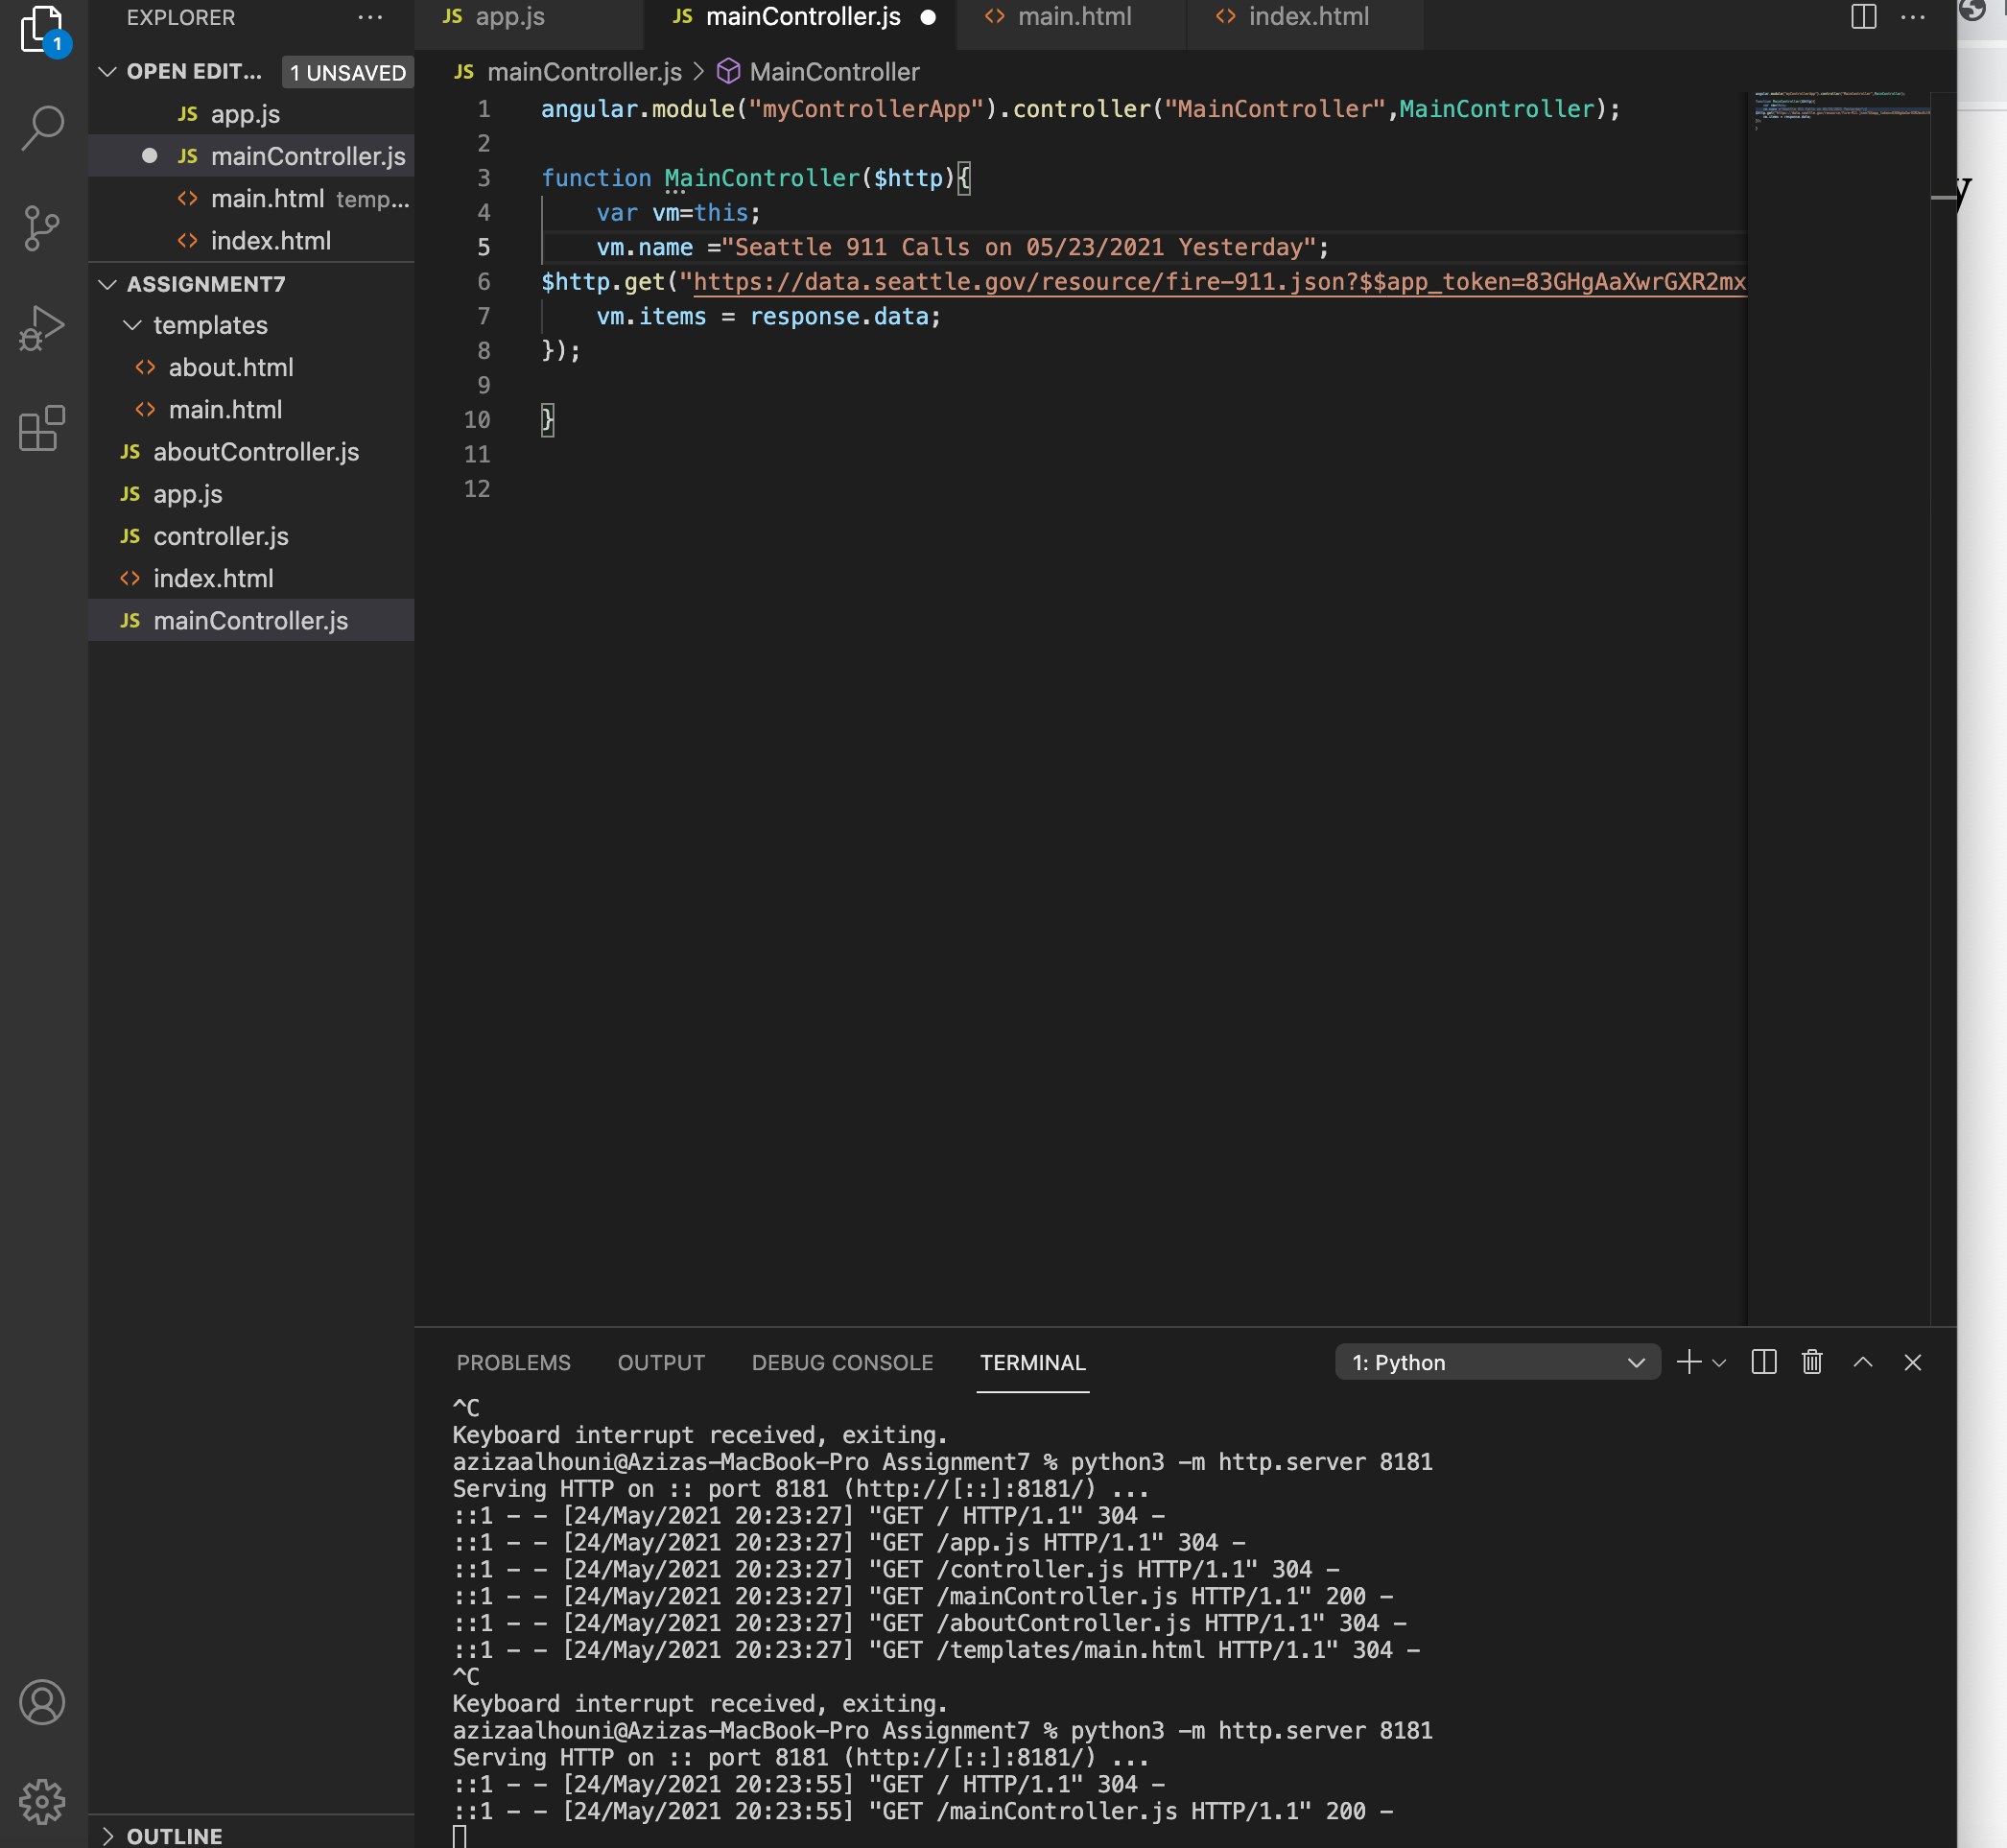 EXPLORER
1
OPEN EDIT... 1 UNSAVED
JS app.js
JS mainController.js
<> main.html temp...
<> index.html
ASSIGNMENT7
templates
<> about.html
<> main.html
JS aboutController.js
JS app.js
JS controller.js
<> index.html
JS mainController.js
OUTLINE
JS app.js JS mainController.js <> main.html <> index.html
JS mainController.js > MainController
1 angular.module("myControllerApp").controller("MainController",MainController);
2
3 function MainController($http){
4 var vm=this;
5 vm.name ="Seattle 911 Calls on 05/23/2021 Yesterday";
6 $http.get("https://data.seattle.gov/resource/fire-911.json?$$app_token=83GHgAaXwrGXR2mx
7 vm.items = response.data;
8 });
9
10 }
11
12
y
PROBLEMS OUTPUT DEBUG CONSOLE TERMINAL 1: Python
^C
Keyboard interrupt received, exiting.
azizaalhouni@Azizas-MacBook-Pro Assignment7 % python3 -m http.server 8181
Serving HTTP on :: port 8181 (http://[::]:8181/) ...
::1 - - [24/May/2021 20:23:27] "GET / HTTP/1.1" 304 -
::1 - - [24/May/2021 20:23:27] "GET /app.js HTTP/1.1" 304 -
::1 - - [24/May/2021 20:23:27] "GET /controller.js HTTP/1.1" 304 -
::1 - - [24/May/2021 20:23:27] "GET /mainController.js HTTP/1.1" 200 -
::1 - - [24/May/2021 20:23:27] "GET /aboutController.js HTTP/1.1" 304 -
::1 - - [24/May/2021 20:23:27] "GET /templates/main.html HTTP/1.1" 304 -
^C
Keyboard interrupt received, exiting.
azizaalhouni@Azizas-MacBook-Pro Assignment7 % python3 -m http.server 8181
Serving HTTP on :: port 8181 (http://[::]:8181/) ...
::1 - - [24/May/2021 20:23:55] "GET / HTTP/1.1" 304 -
::1 - - [24/May/2021 20:23:55] "GET /mainController.js HTTP/1.1" 200 -